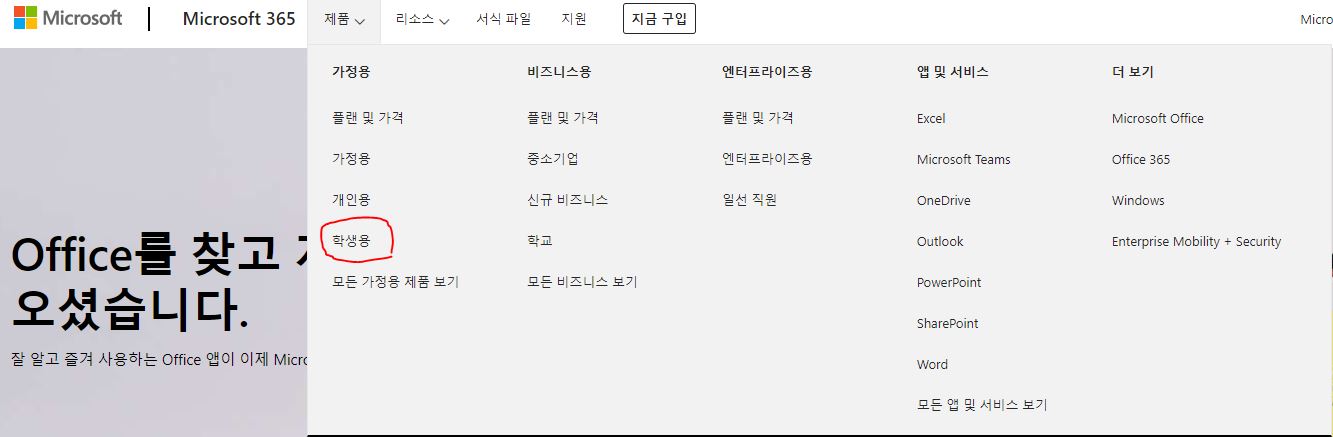 Microsoft
Microsoft 365
제품
리소스
서식 파일
지원
지금 구입
Micro
가정용
플랜 및 가격
가정용
개인용
학생용
모든 가정용 제품 보기
비즈니스용
플랜 및 가격
중소기업
신규 비즈니스
학교
모든 비즈니스 보기
엔터프라이즈용
플랜 및 가격
엔터프라이즈용
일선 직원
앱 및 서비스
Excel
Microsoft Teams
OneDrive
Outlook
PowerPoint
SharePoint
Word
모든 앱 및 서비스 보기
더 보기
Microsoft Office
Office 365
Windows
Enterprise Mobility + Security
Office를 찾고
오셨습니다.
잘 알고 즐겨 사용하는 Office 앱이 이제 Micro